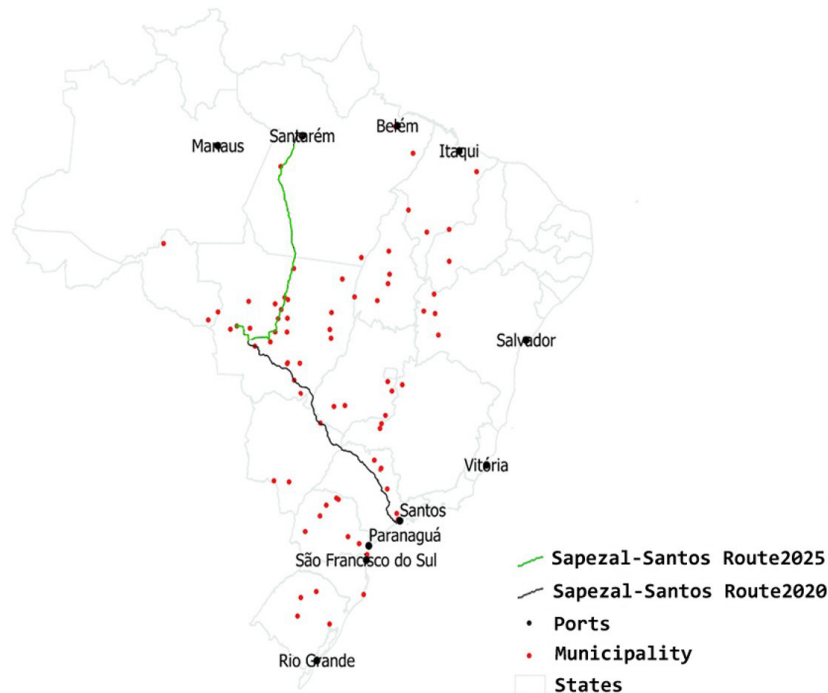 Belém
Santarém
Manaus
Itaqui
Salvador
Vitória
Santos
Paranaguá
São Francisco do Sul
Rio Grande
Sapezal-Santos Route2025
Sapezal-Santos Route2020
Ports
Municipality
States